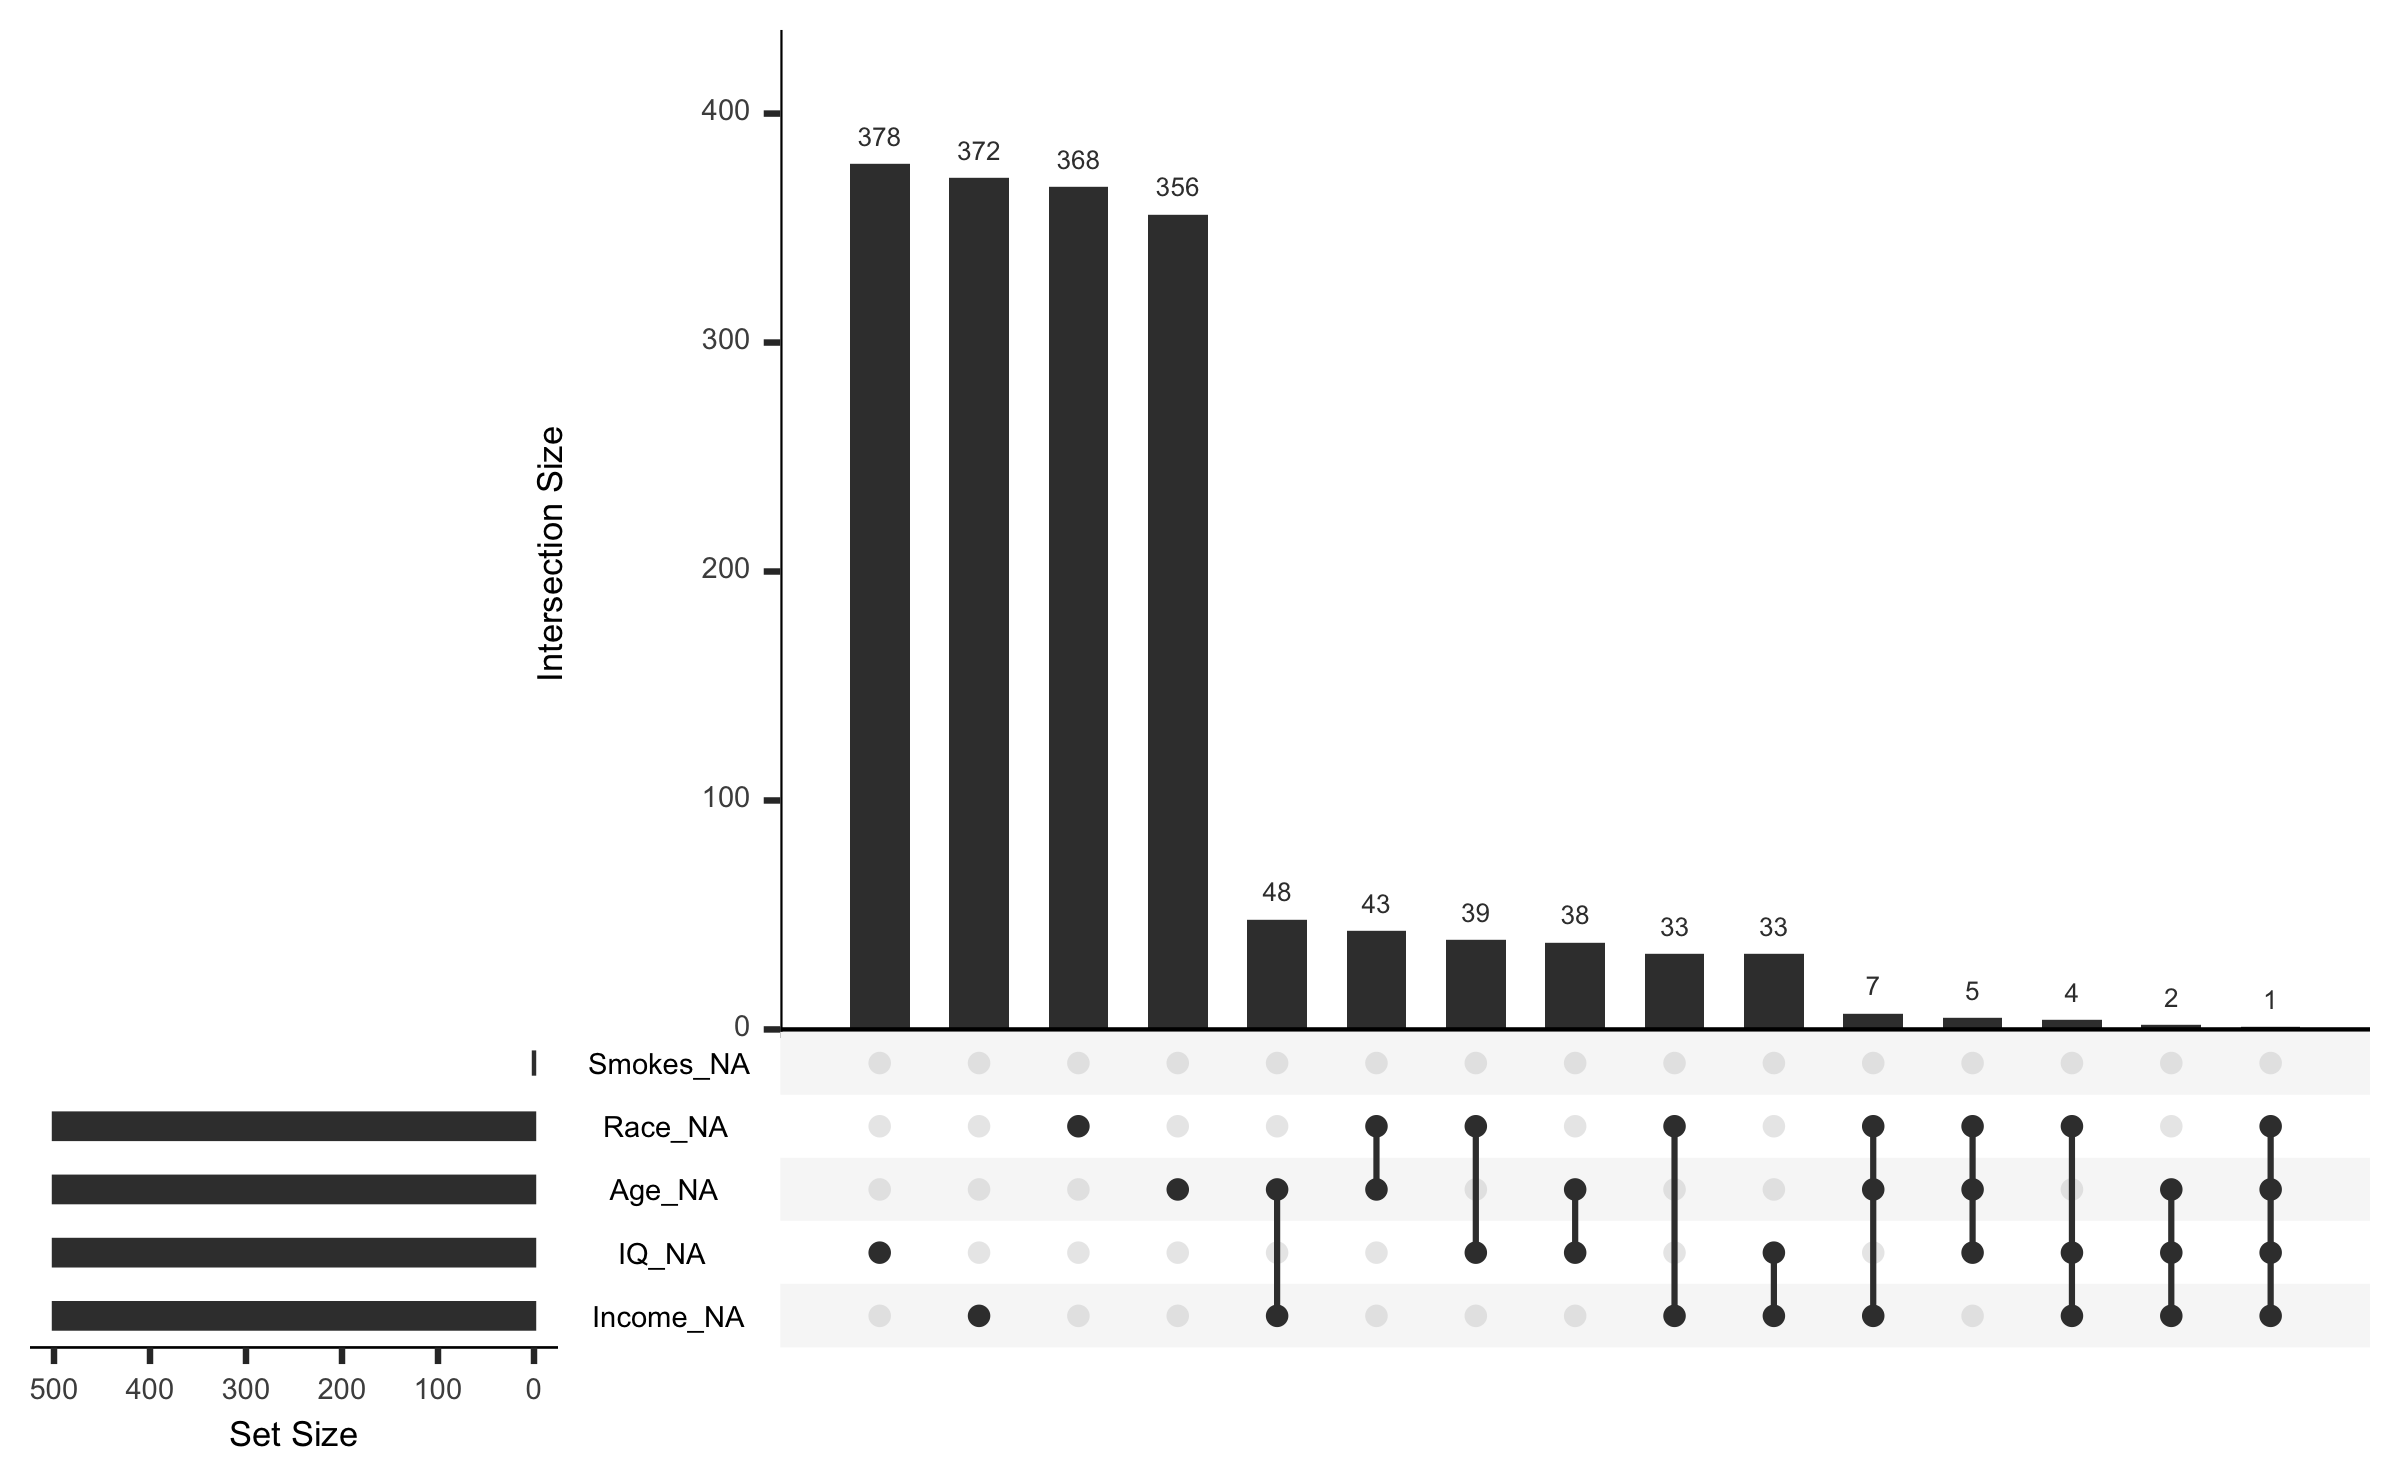 Intersection Size
400
300
200
100
0
378
372
368
356
48
43
39
38
33
33
7
5
4
2
1
Smokes_NA
Race_NA
Age_NA
IQ_NA
Income_NA
500 400 300 200 100 0
Set Size